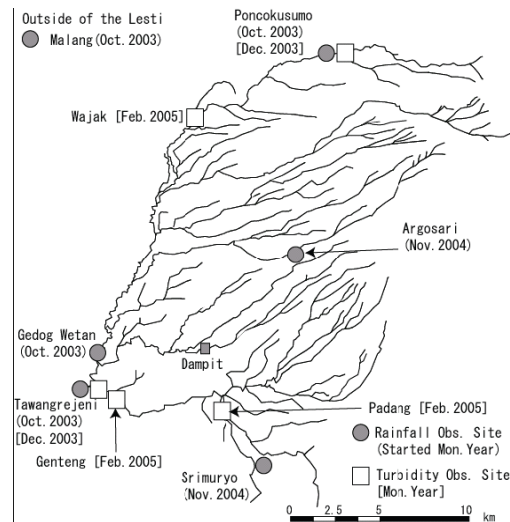 Outside of the Lesti
Malang(Oct. 2003)
Poncokusumo
(Oct. 2003)
[Dec. 2003]
Wajak [Feb. 2005]
Argosari
(Nov. 2004)
Gedog Wetan
(Oct. 2003)
Dampit
Tawangrejeni
(Oct. 2003)
[Dec. 2003]
Genteng [Feb. 2005]
Padang [Feb. 2005]
Srimuryo
(Nov. 2004)
Rainfall Obs. Site
(Started Mon. Year)
Turbidity Obs. Site
[Mon. Year]
0 2.5 5 10
km